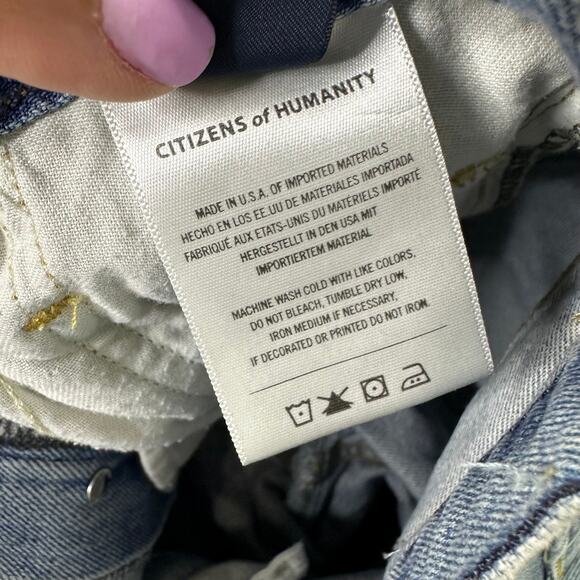 CITIZENS of HUMANITY
MADE IN U.S.A. OF IMPORTED MATERIALS
HECHO EN LOS EE.UU DE MATERIALES IMPORTADA
FABRIQUÉ AUX ETATS-UNIS DU MATÉRIELS IMPORTÉ
HERGESTELLT IN DEN USA MIT
IMPORTIERTEM MATERIAL
MACHINE WASH COLD WITH LIKE COLORS,
DO NOT BLEACH, TUMBLE DRY LOW,
IRON MEDIUM IF NECESSARY,
IF DECORATED OR PRINTED DO NOT IRON.